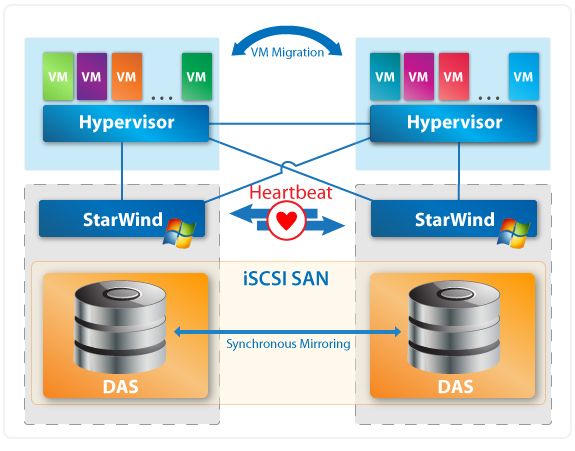 VM Migration
VM VM VM ... VM
VM VM VM ... VM
Hypervisor
Hypervisor
Heartbeat
StarWind
StarWind
iSCSI SAN
Synchronous Mirroring
DAS
DAS